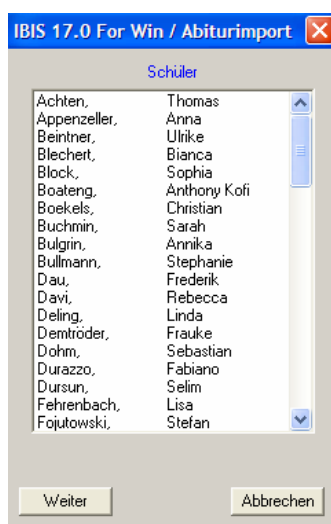 IBIS 17.0 For Win / Abiturimport
Schüler
Achten, Thomas
Appenzeller, Anna
Beintner, Ulrike
Blechert, Bianca
Block, Sophia
Boateng, Anthony Kofi
Boekels, Christian
Buchmin, Sarah
Bulgrin, Annika
Bullmann, Stephanie
Dau, Frederik
Davi, Rebecca
Deling, Linda
Demtröder, Frauke
Dohm, Sebastian
Durazzo, Fabiano
Dursun, Selim
Fehrenbach, Lisa
Fojutowski, Stefan
Weiter Abbrechen